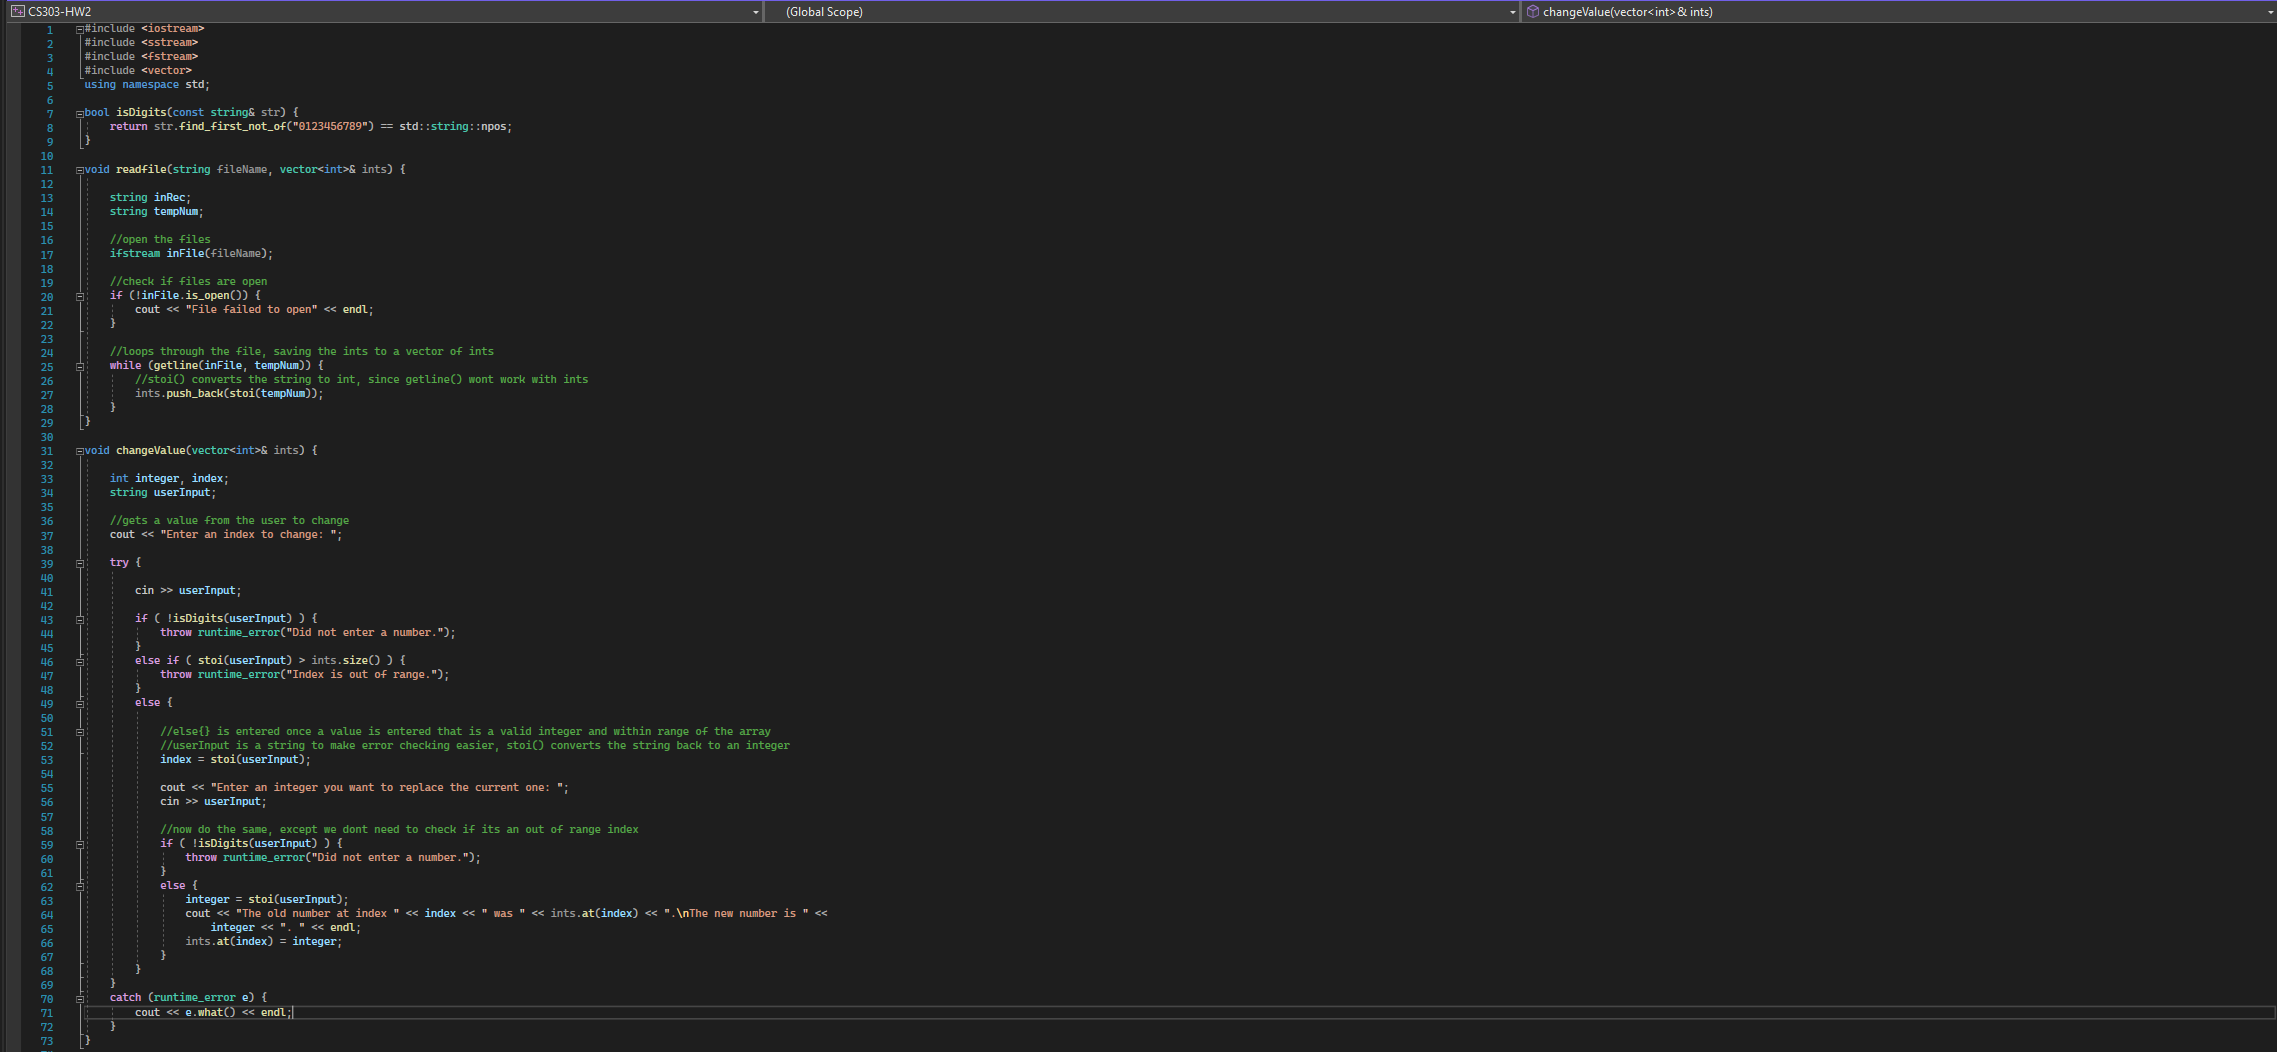 CS303-HW2 (Global Scope) changeValue(vector<int>& ints)
1 #include <iostream>
2 #include <sstream>
3 #include <fstream>
4 #include <vector>
5 using namespace std;
6
7 bool isDigits(const string& str) {
8 return str.find_first_not_of("0123456789") == std::string::npos;
9 }
10
11 void readfile(string fileName, vector<int>& ints) {
12
13 string inRec;
14 string tempNum;
15
16 //open the files
17 ifstream inFile(fileName);
18
19 //check if files are open
20 if (!inFile.is_open()) {
21 cout << "File failed to open" << endl;
22 }
23
24 //loops through the file, saving the ints to a vector of ints
25 while (getline(inFile, tempNum)) {
26 //stoi() converts the string to int, since getline() wont work with ints
27 ints.push_back(stoi(tempNum));
28 }
29 }
30
31 void changeValue(vector<int>& ints) {
32
33 int integer, index;
34 string userInput;
35
36 //gets a value from the user to change
37 cout << "Enter an index to change: ";
38
39 try {
40
41 cin >> userInput;
42
43 if ( !isDigits(userInput) ) {
44 throw runtime_error("Did not enter a number.");
45 }
46 else if ( stoi(userInput) > ints.size() ) {
47 throw runtime_error("Index is out of range.");
48 }
49 else {
50
51 //else{} is entered once a value is entered that is a valid integer and within range of the array
52 //userInput is a string to make error checking easier, stoi() converts the string back to an integer
53 index = stoi(userInput);
54
55 cout << "Enter an integer you want to replace the current one: ";
56 cin >> userInput;
57
58 //now do the same, except we dont need to check if its an out of range index
59 if ( !isDigits(userInput) ) {
60 throw runtime_error("Did not enter a number.");
61 }
62 else {
63 integer = stoi(userInput);
64 cout << "The old number at index " << index << " was " << ints.at(index) << ".\nThe new number is " <<
65 integer << ". " << endl;
66 ints.at(index) = integer;
67 }
68 }
69 }
70 catch (runtime_error e) {
71 cout << e.what() << endl;
72 }
73 }